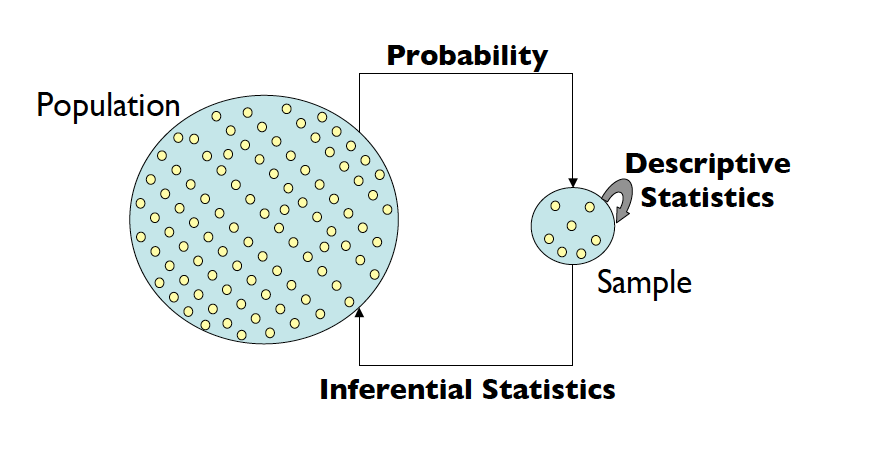 Probability
Population
Descriptive
Statistics
Sample
Inferential Statistics